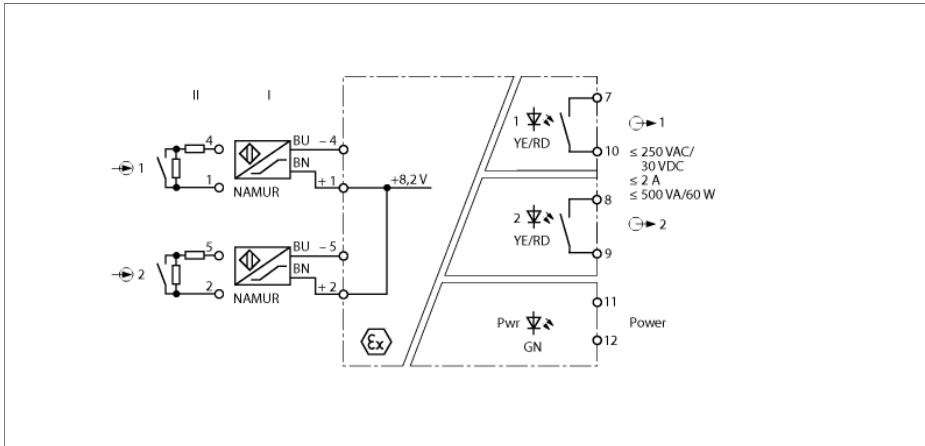 II I
1
4
1
BU – 4
BN
+ 1
NAMUR
+8,2 V
2
5
2
BU – 5
BN
+ 2
NAMUR
Ex
1
YE/RD
7
10
1
≤ 250 VAC/
30 VDC
≤ 2 A
≤ 500 VA/60 W
2
YE/RD
8
9
2
Pwr
GN
11
12
Power